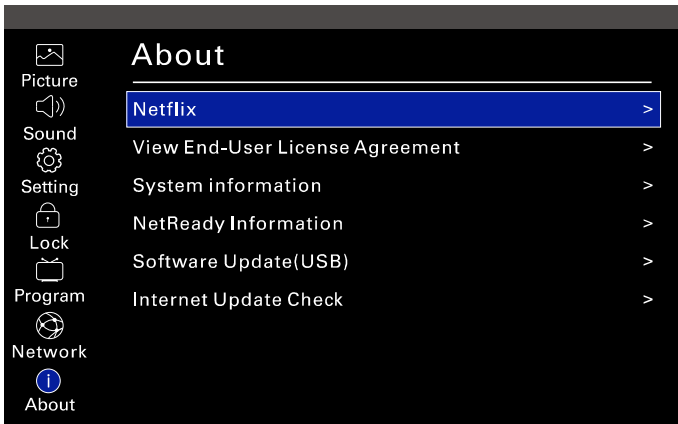 Picture
Sound
Setting
Lock
Program
Network
About
About
Netflix >
View End-User License Agreement >
System information >
NetReady Information >
Software Update(USB) >
Internet Update Check >